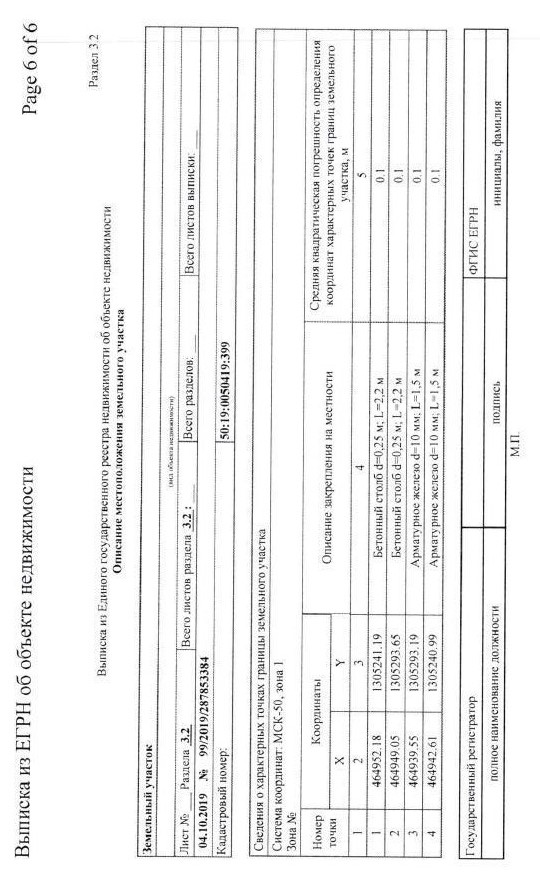 Выписка из ЕГРН об объекте недвижимости
Page 6 of 6
Раздел 3.2
Выписка из Единого государственного реестра недвижимости об объекте недвижимости
Описание местоположения земельного участка
Земельный участок
(вид объекта недвижимости)
Лист № ___ Раздела 3.2 Всего листов раздела 3.2 : ___ Всего разделов: ___ Всего листов выписки: ___
04.10.2019 № 99/2019/287853384
Кадастровый номер: 50:19:0050419:399
Сведения о характерных точках границы земельного участка
Система координат: МСК-50, зона 1
Зона №
Номер точки Координаты Описание закрепления на местности Средняя квадратическая погрешность определения координат характерных точек границ земельного участка, м
X Y
1 2 3 4 5
1 464952.18 1305241.19 Бетонный столб d=0,25 м; L=2,2 м 0.1
2 464949.05 1305293.65 Бетонный столб d=0,25 м; L=2,2 м 0.1
3 464939.55 1305293.19 Арматурное железо d=10 мм; L=1,5 м 0.1
4 464942.61 1305240.99 Арматурное железо d=10 мм; L=1,5 м 0.1
Государственный регистратор ФГИС ЕГРН
полное наименование должности подпись инициалы, фамилия
М.П.